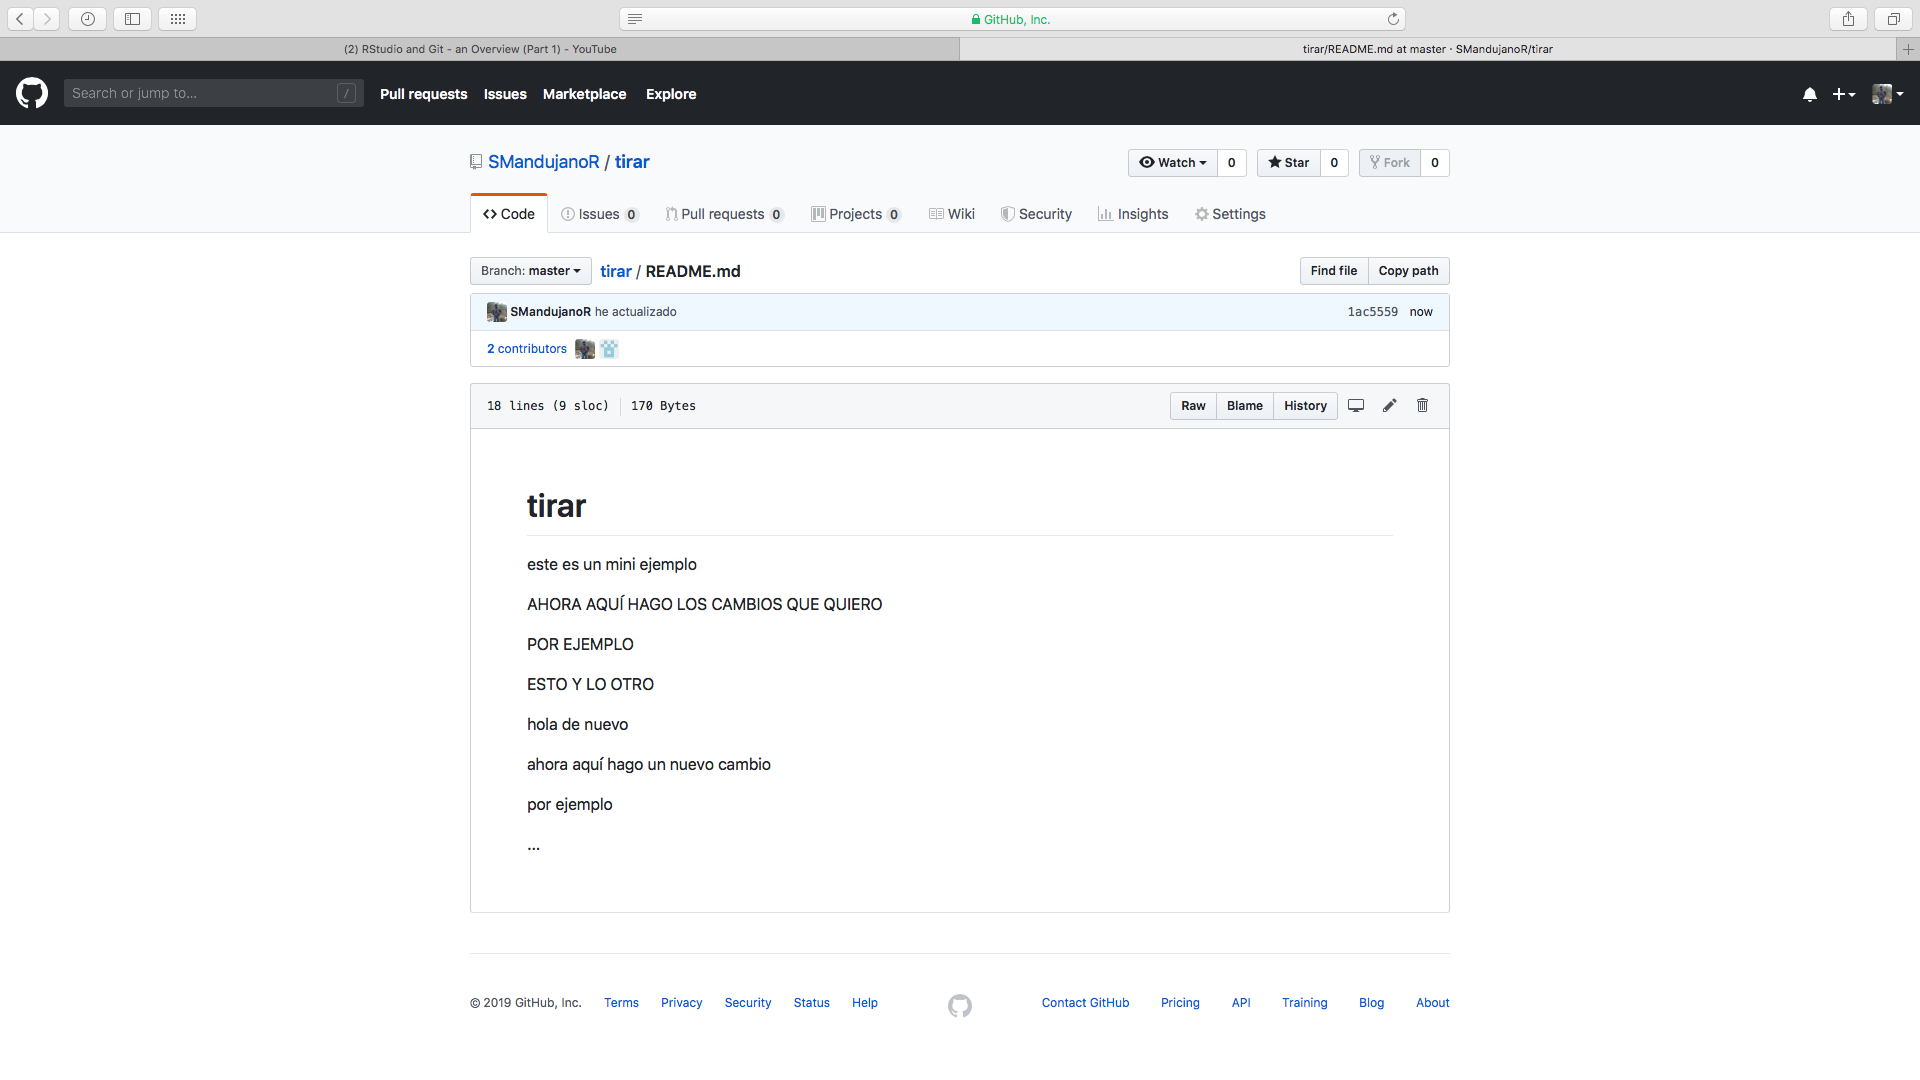 GitHub, Inc.
(2) RStudio and Git - an Overview (Part 1) - YouTube
tirar/README.md at master · SMandujanoR/tirar
Search or jump to... /
Pull requests Issues Marketplace Explore
SMandujanoR / tirar
Watch 0 Star 0 Fork 0
Code Issues 0 Pull requests 0 Projects 0 Wiki Security Insights Settings
Branch: master tirar / README.md Find file Copy path
SMandujanoR he actualizado 1ac5559 now
2 contributors
18 lines (9 sloc) 170 Bytes Raw Blame History
tirar
este es un mini ejemplo
AHORA AQUÍ HAGO LOS CAMBIOS QUE QUIERO
POR EJEMPLO
ESTO Y LO OTRO
hola de nuevo
ahora aquí hago un nuevo cambio
por ejemplo
...
© 2019 GitHub, Inc. Terms Privacy Security Status Help Contact GitHub Pricing API Training Blog About